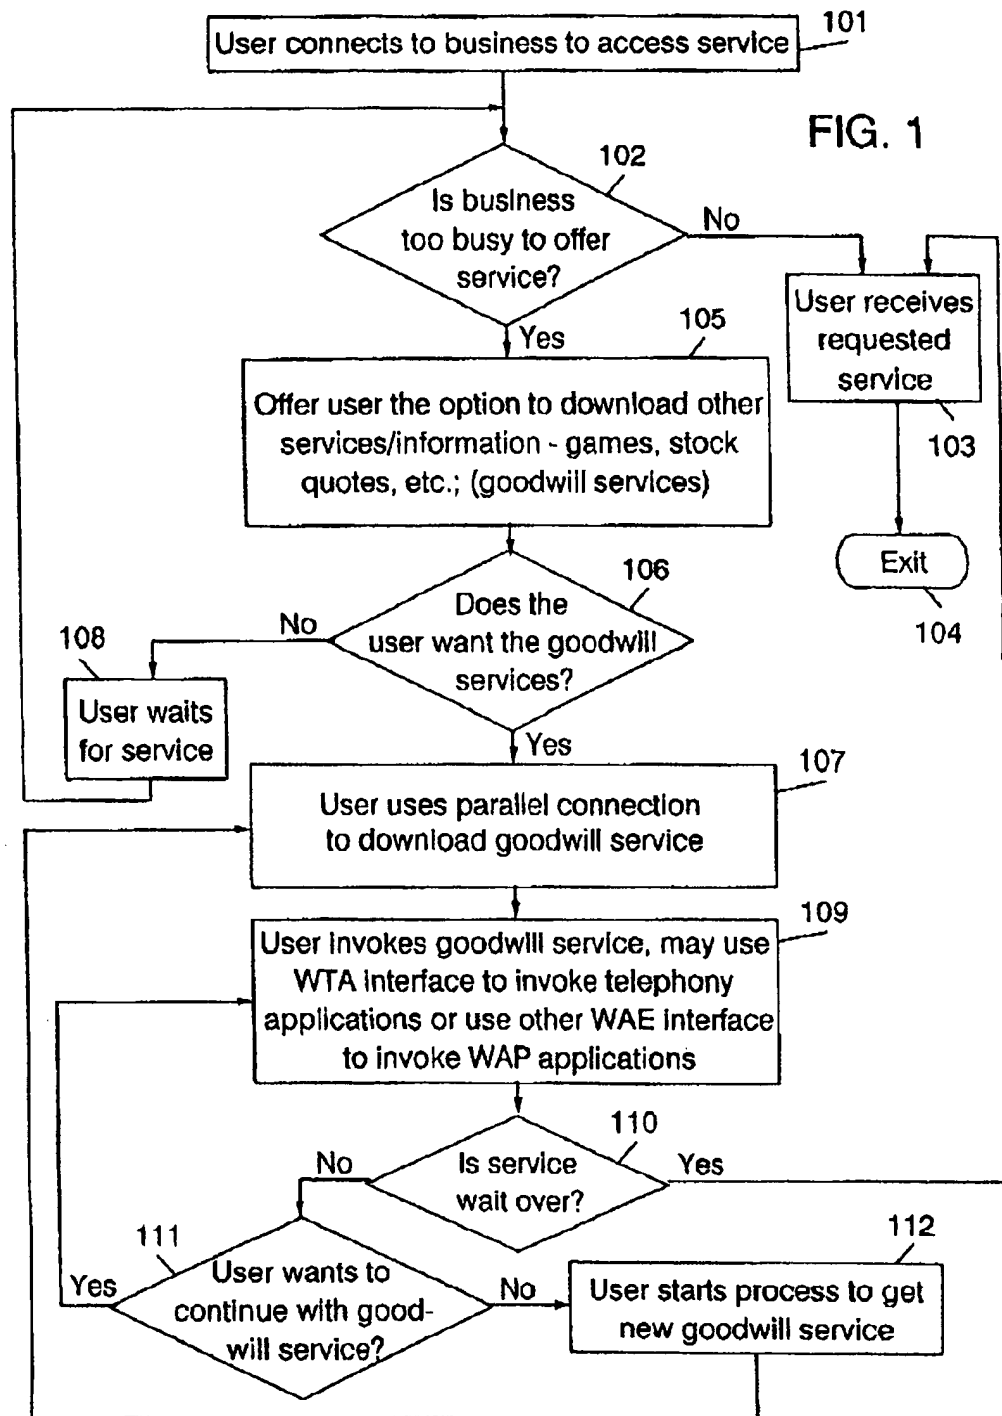 101
User connects to business to access service
FIG. 1
102
Is business
too busy to offer
service?
No
Yes
User receives
requested
service
103
Exit
104
105
Offer user the option to download other
services/information - games, stock
quotes, etc.; (goodwill services)
106
Does the
user want the goodwill
services?
No
108
User waits
for service
Yes
107
User uses parallel connection
to download goodwill service
109
User invokes goodwill service, may use
WTA interface to invoke telephony
applications or use other WAE interface
to invoke WAP applications
110
Is service
wait over?
No
Yes
111
User wants to
continue with good-
will service?
Yes
No
112
User starts process to get
new goodwill service